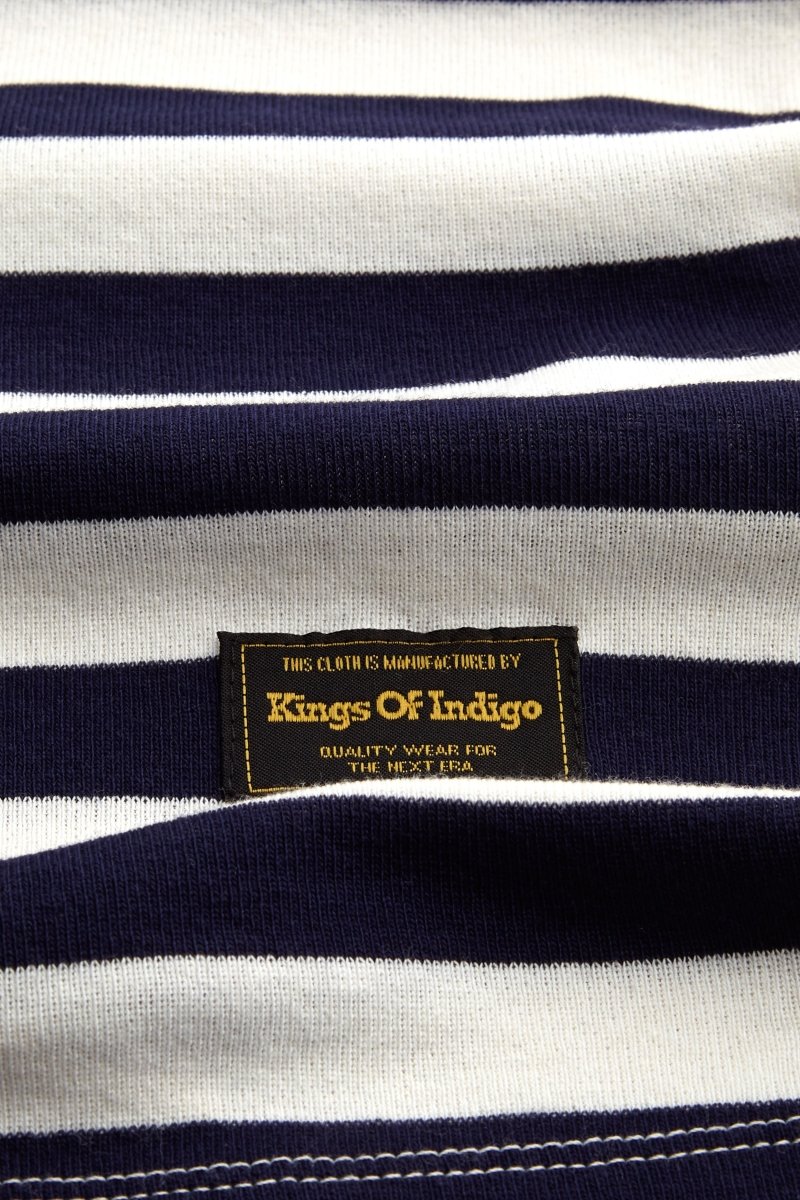 THIS CLOTH IS MANUFACTURED BY
Kings Of Indigo
QUALITY WEAR FOR
THE NEXT ERA